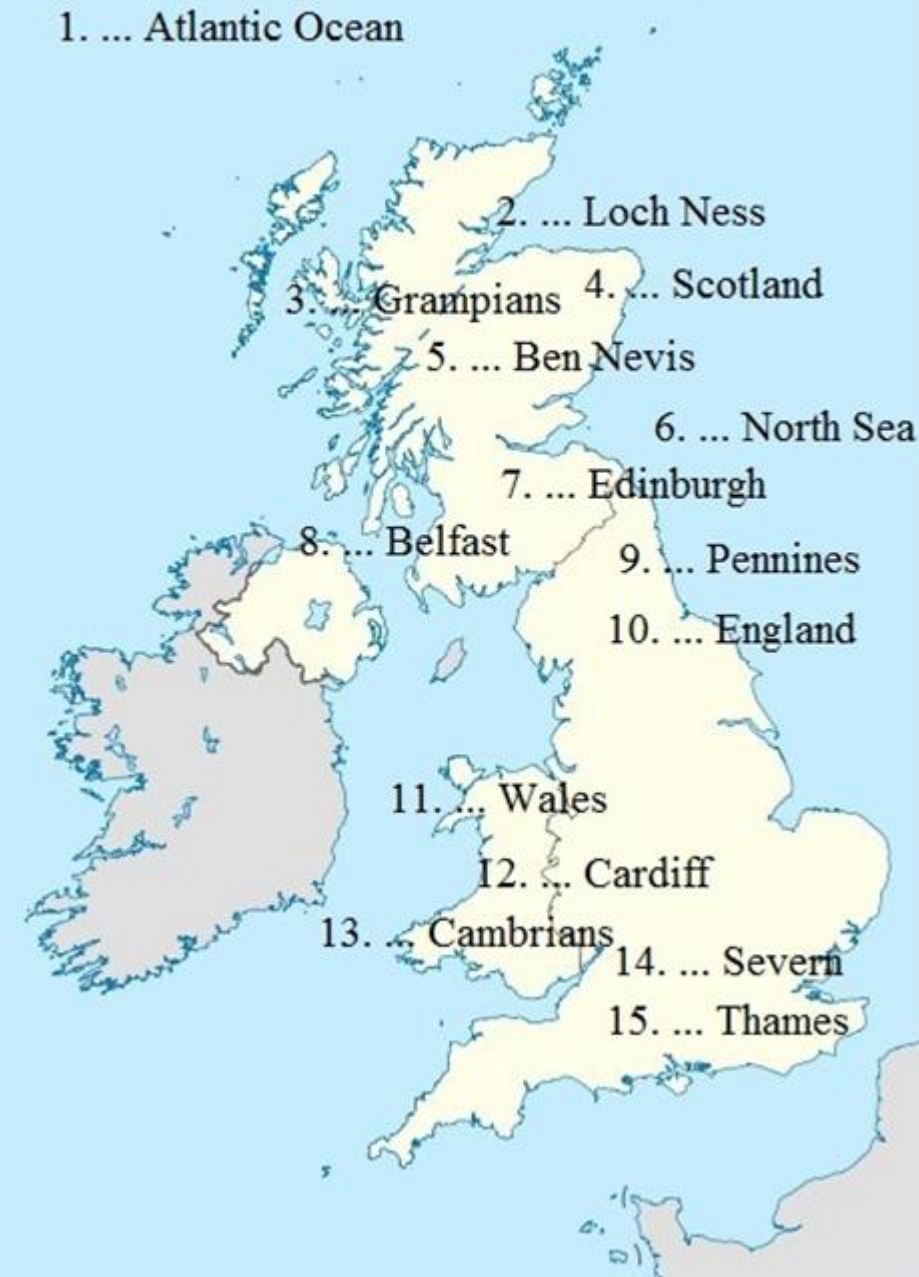 1. ... Atlantic Ocean
2. ... Loch Ness
3. ... Grampians
4. ... Scotland
5. ... Ben Nevis
6. ... North Sea
7. ... Edinburgh
8. ... Belfast
9. ... Pennines
10. ... England
11. ... Wales
12. ... Cardiff
13. ... Cambrians
14. ... Severn
15. ... Thames